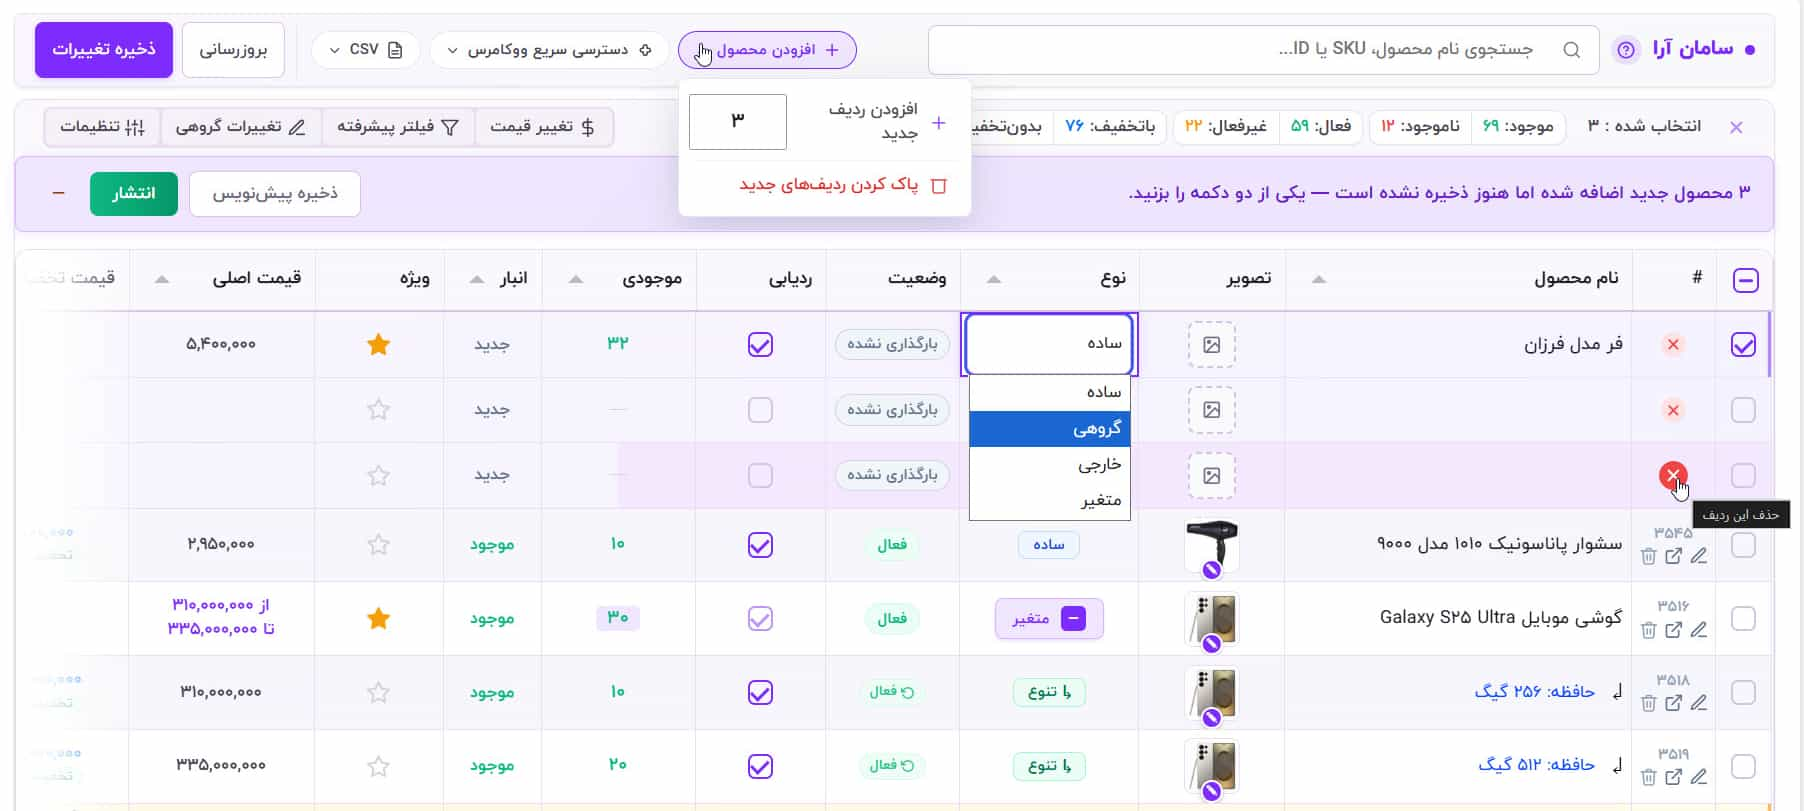 سامان آرا
جستجوی نام محصول، SKU یا ID...
افزودن محصول
دسترسی سریع ووکامرس
CSV
بروزرسانی
ذخیره تغییرات
انتخاب شده : ۳
موجود: ۶۹
ناموجود: ۱۲
فعال: ۵۹
غیرفعال: ۲۲
باتخفیف: ۷۶
بدون‌تخفیف
تغییر قیمت
فیلتر پیشرفته
تغییرات گروهی
تنظیمات
افزودن ردیف
جدید
۳
پاک کردن ردیف‌های جدید
۳ محصول جدید اضافه شده اما هنوز ذخیره نشده است — یکی از دو دکمه را بزنید.
ذخیره پیش‌نویس
انتشار
# نام محصول تصویر نوع وضعیت ردیابی موجودی انبار ویژه قیمت اصلی قیمت تخف
فر مدل فرزان ساده بارگذاری نشده ۳۲ جدید ۵,۴۰۰,۰۰۰
بارگذاری نشده — جدید
بارگذاری نشده — جدید
ساده
گروهی
خارجی
متغیر
حذف این ردیف
۳۵۴۵ سشوار پاناسونیک ۱۰۱۰ مدل ۹۰۰۰ ساده فعال ۱۰ موجود ۲,۹۵۰,۰۰۰
۳۵۱۶ گوشی موبایل Galaxy S۲۵ Ultra متغیر فعال ۳۰ موجود از ۳۱۰,۰۰۰,۰۰۰
تا ۳۳۵,۰۰۰,۰۰۰
۳۵۱۸ حافظه: ۲۵۶ گیگ تنوع فعال ۱۰ موجود ۳۱۰,۰۰۰,۰۰۰
۳۵۱۹ حافظه: ۵۱۲ گیگ تنوع فعال ۲۰ موجود ۳۳۵,۰۰۰,۰۰۰